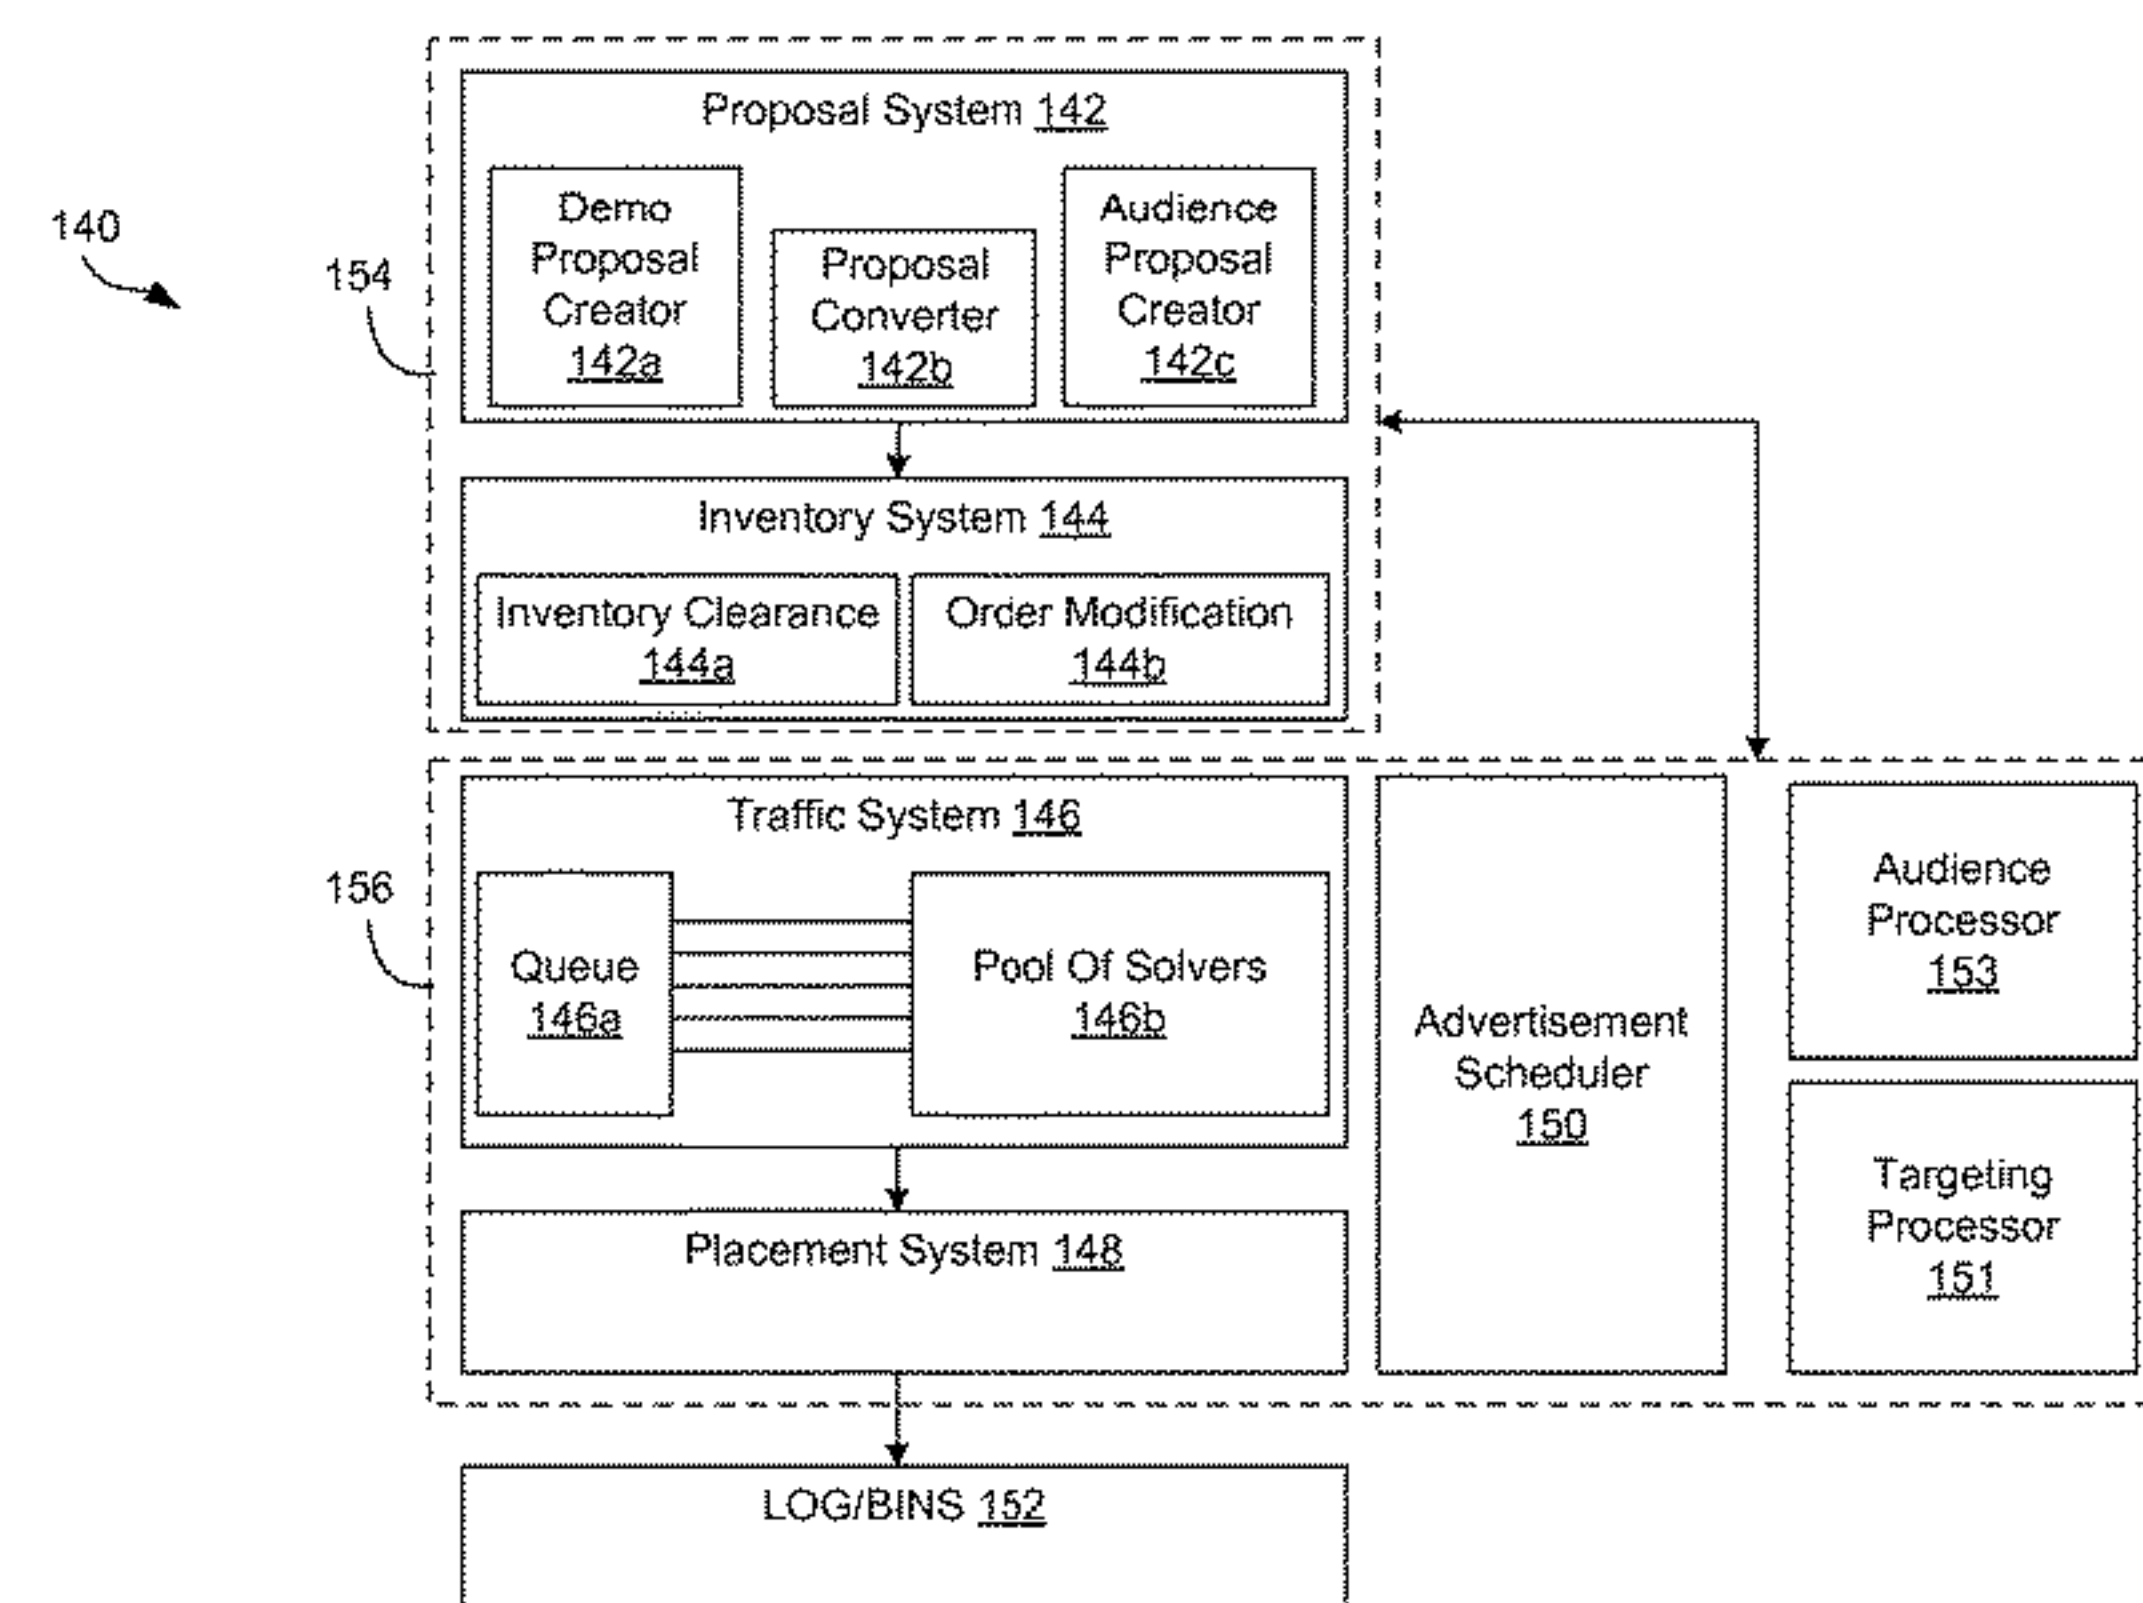 140
154
Proposal System 142
Demo
Proposal
Creator
142a
Proposal
Converter
142b
Audience
Proposal
Creator
142c
Inventory System 144
Inventory Clearance
144a
Order Modification
144b
156
Traffic System 146
Queue
146a
Pool Of Solvers
146b
Placement System 148
Advertisement
Scheduler
150
Audience
Processor
153
Targeting
Processor
151
LOG/BINS 152